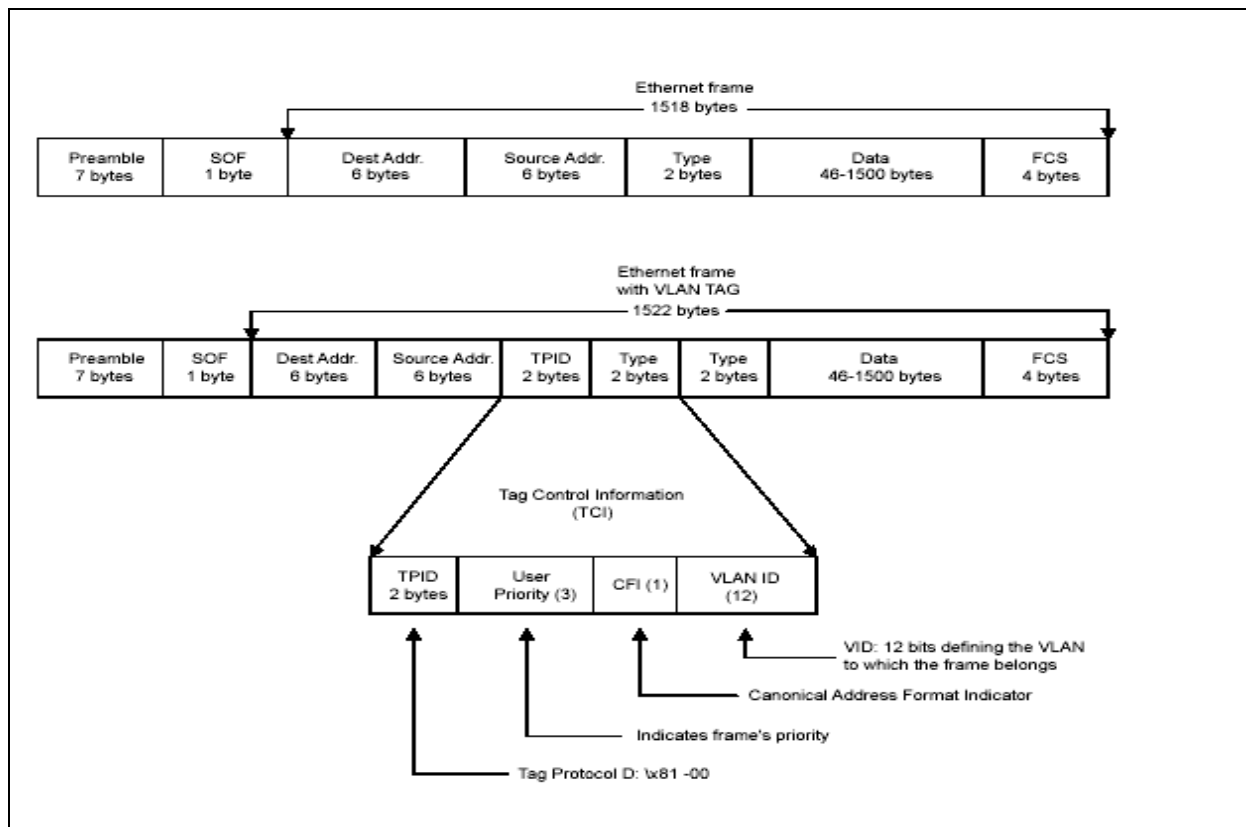 Ethernet frame
1518 bytes
Preamble
7 bytes
SOF
1 byte
Dest Addr.
6 bytes
Source Addr.
6 bytes
Type
2 bytes
Data
46-1500 bytes
FCS
4 bytes
Ethernet frame
with VLAN TAG
1522 bytes
Preamble
7 bytes
SOF
1 byte
Dest Addr.
6 bytes
Source Addr.
6 bytes
TPID
2 bytes
Type
2 bytes
Type
2 bytes
Data
46-1500 bytes
FCS
4 bytes
Tag Control Information
(TCI)
TPID
2 bytes
User
Priority (3)
CFI (1)
VLAN ID
(12)
VID: 12 bits defining the VLAN
to which the frame belongs
Canonical Address Format Indicator
Indicates frame's priority
Tag Protocol D: \x81 -00